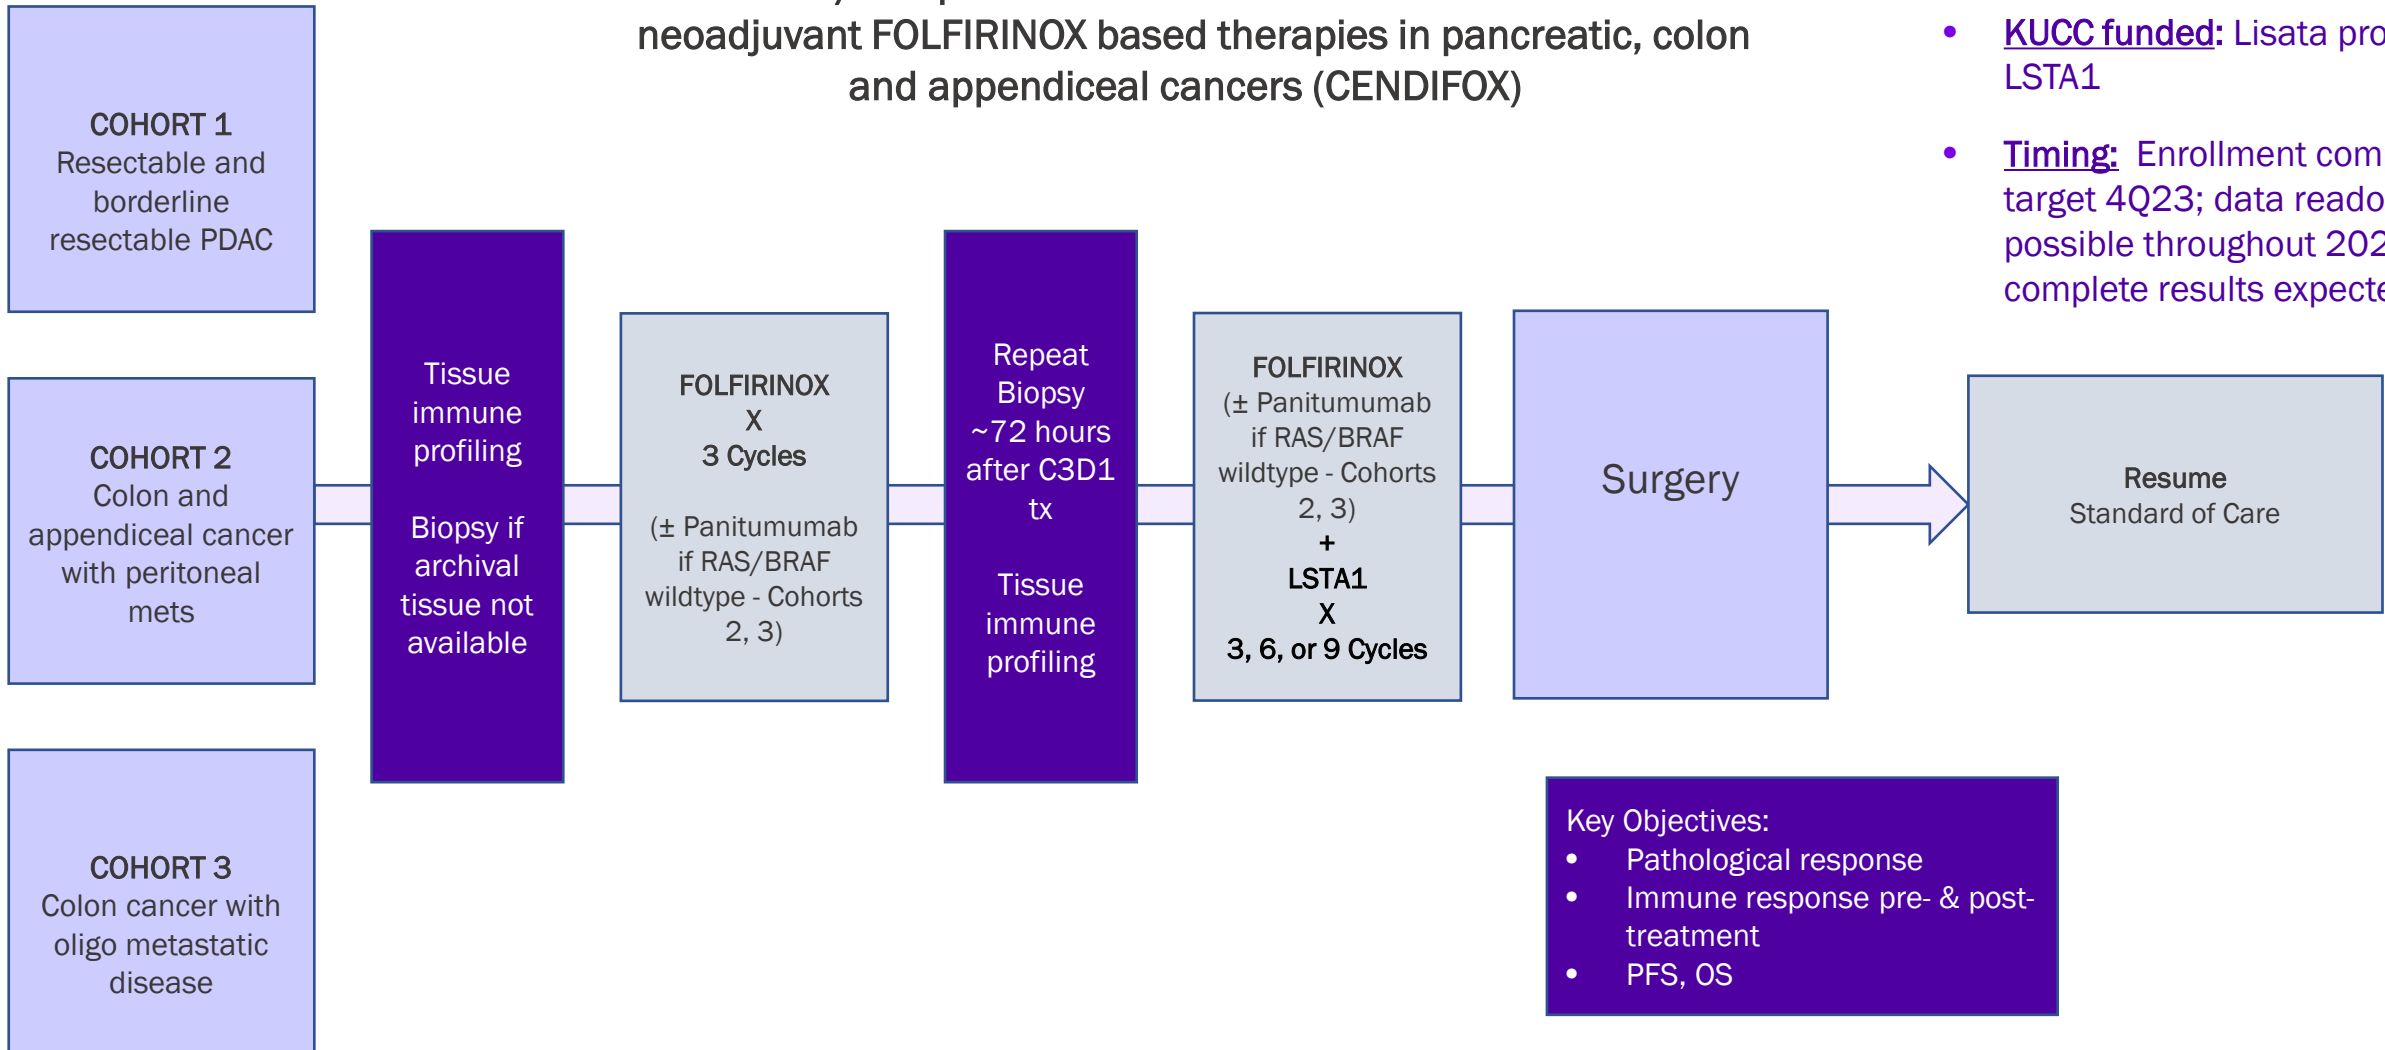 neoadjuvant FOLFIRINOX based therapies in pancreatic, colon
and appendiceal cancers (CENDIFOX)
• KUCC funded: Lisata pro
LSTA1
• Timing: Enrollment com
target 4Q23; data reado
possible throughout 202
complete results expecte
COHORT 1
Resectable and
borderline
resectable PDAC
COHORT 2
Colon and
appendiceal cancer
with peritoneal
mets
COHORT 3
Colon cancer with
oligo metastatic
disease
Tissue
immune
profiling
Biopsy if
archival
tissue not
available
FOLFIRINOX
X
3 Cycles
(± Panitumumab
if RAS/BRAF
wildtype - Cohorts
2, 3)
Repeat
Biopsy
~72 hours
after C3D1
tx
Tissue
immune
profiling
FOLFIRINOX
(± Panitumumab
if RAS/BRAF
wildtype - Cohorts
2, 3)
+
LSTA1
X
3, 6, or 9 Cycles
Surgery
Resume
Standard of Care
Key Objectives:
• Pathological response
• Immune response pre- & post-
treatment
• PFS, OS